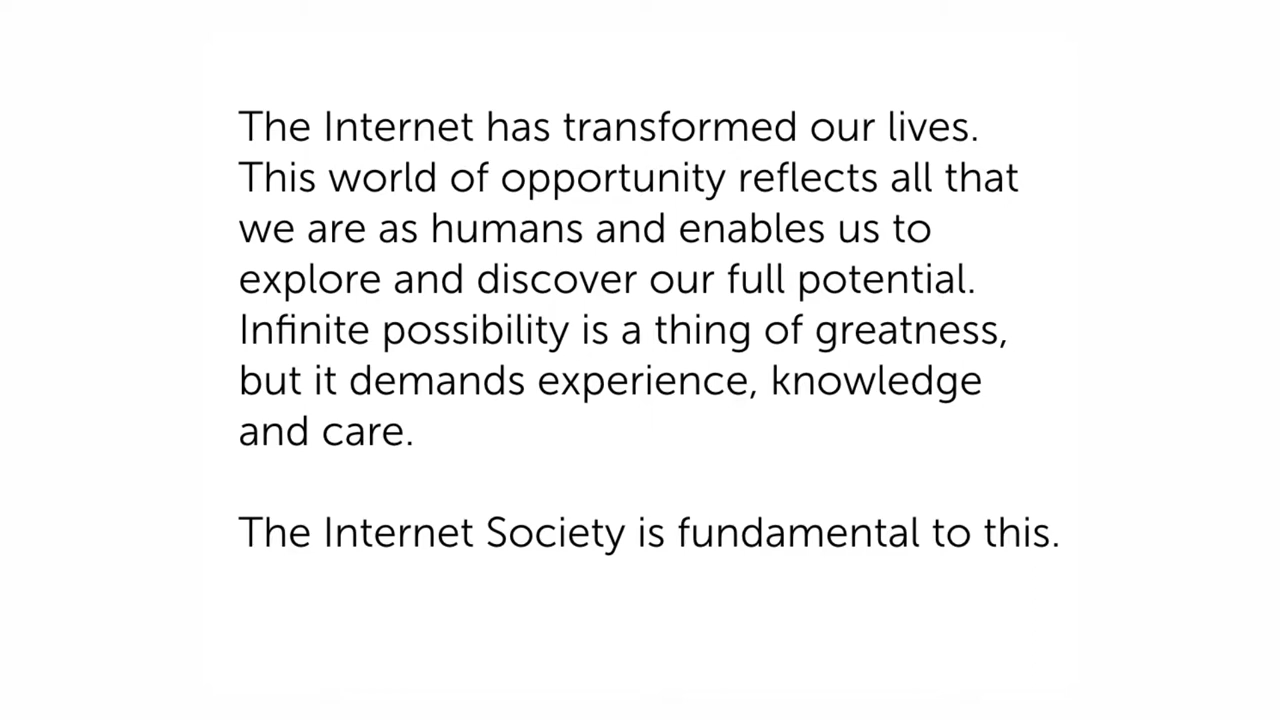 The Internet has transformed our lives.
This world of opportunity reflects all that
we are as humans and enables us to
explore and discover our full potential.
Infinite possibility is a thing of greatness,
but it demands experience, knowledge
and care.
The Internet Society is fundamental to this.